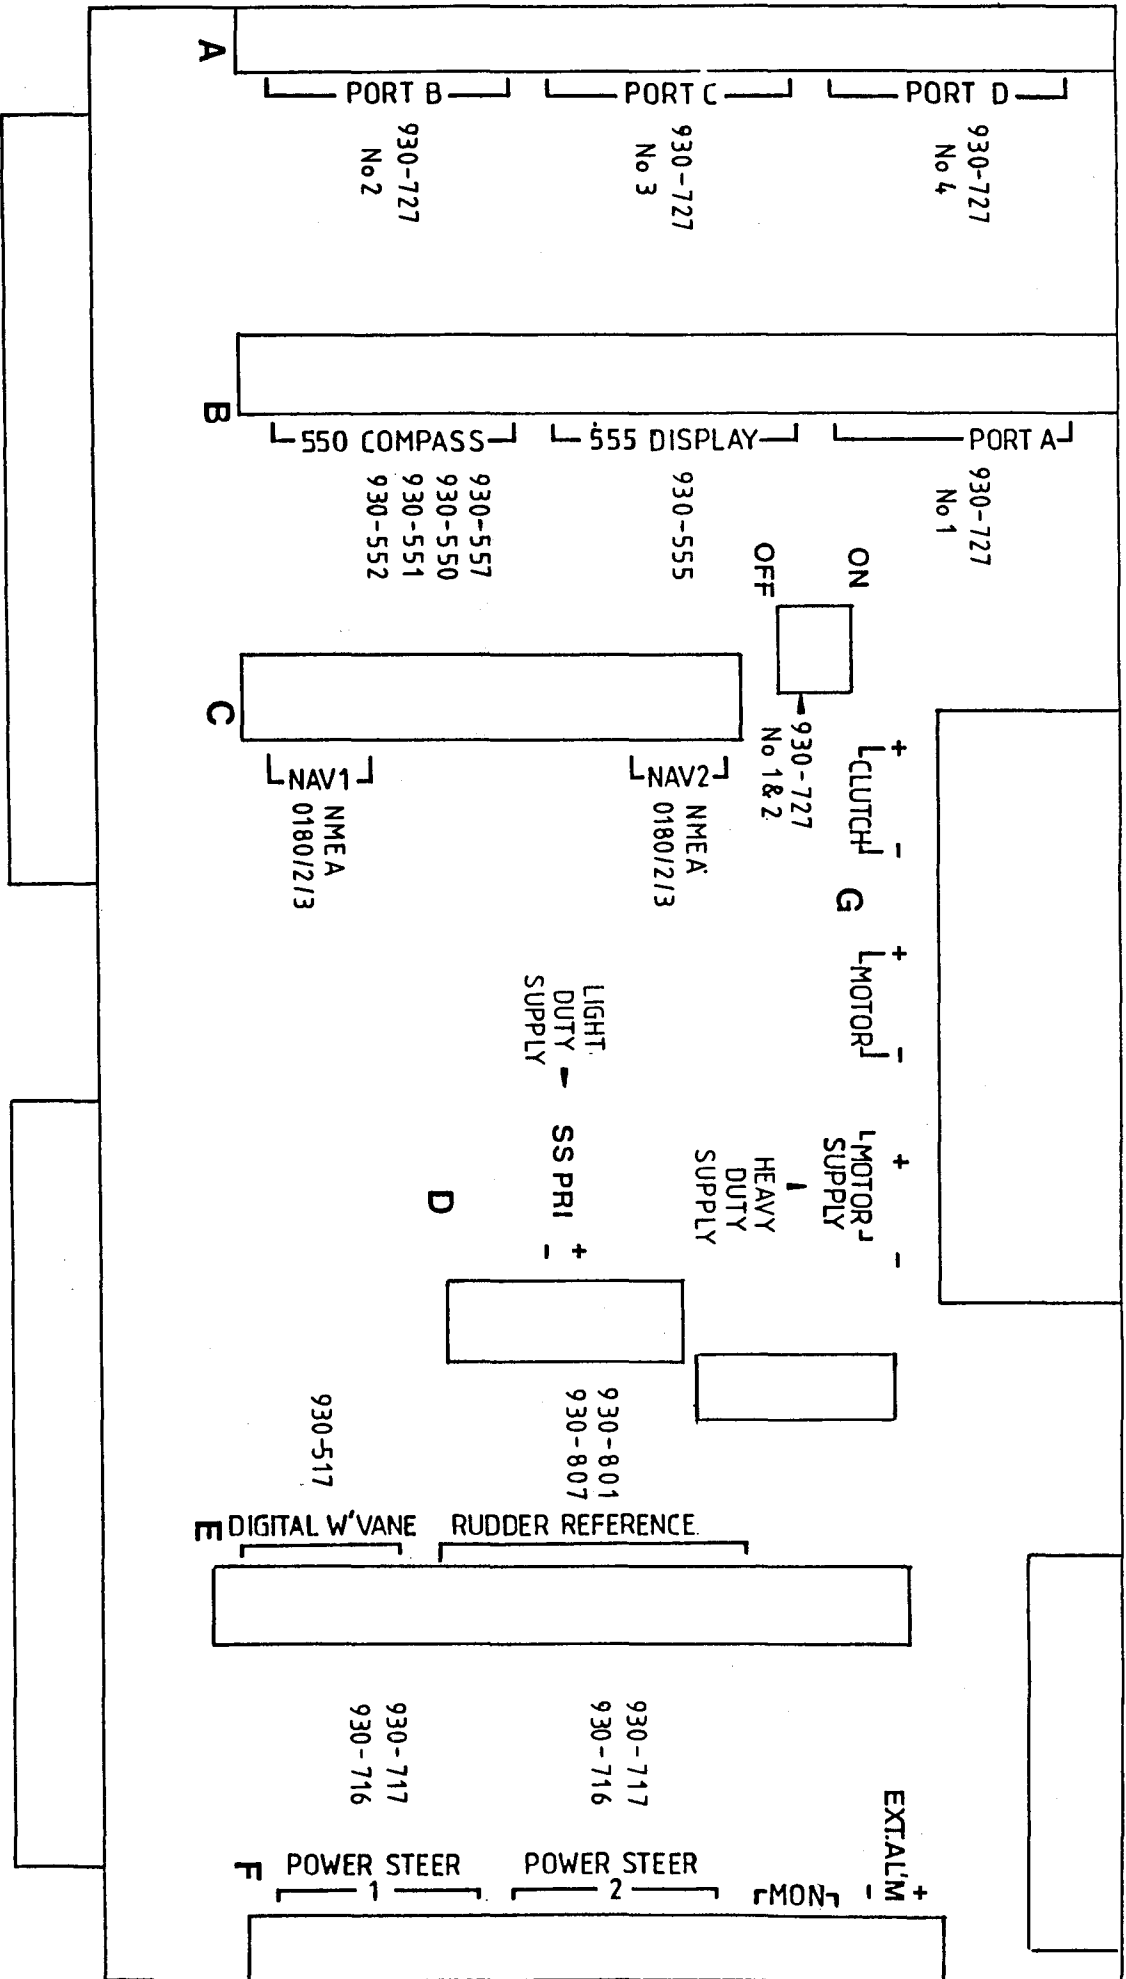 A
PORT B
PORT C
PORT D
930-727
No 2
930-727
No 3
930-727
No 4
B
550 COMPASS
555 DISPLAY
PORT A
930-557
930-550
930-551
930-552
930-555
930-727
No 1
ON
OFF
930-727
No 1&2
C
NAV1
NAV2
NMEA
0180/2/3
NMEA
0180/2/3
+ -
CLUTCH
G
+ -
MOTOR
+ -
MOTOR
SUPPLY
HEAVY
DUTY
SUPPLY
LIGHT
DUTY
SUPPLY
SS PRI
+
-
D
930-801
930-807
930-517
E
DIGITAL W'VANE
RUDDER REFERENCE
930-717
930-716
930-717
930-716
F
POWER STEER
1
POWER STEER
2
MON
EXT.AL'M
- +